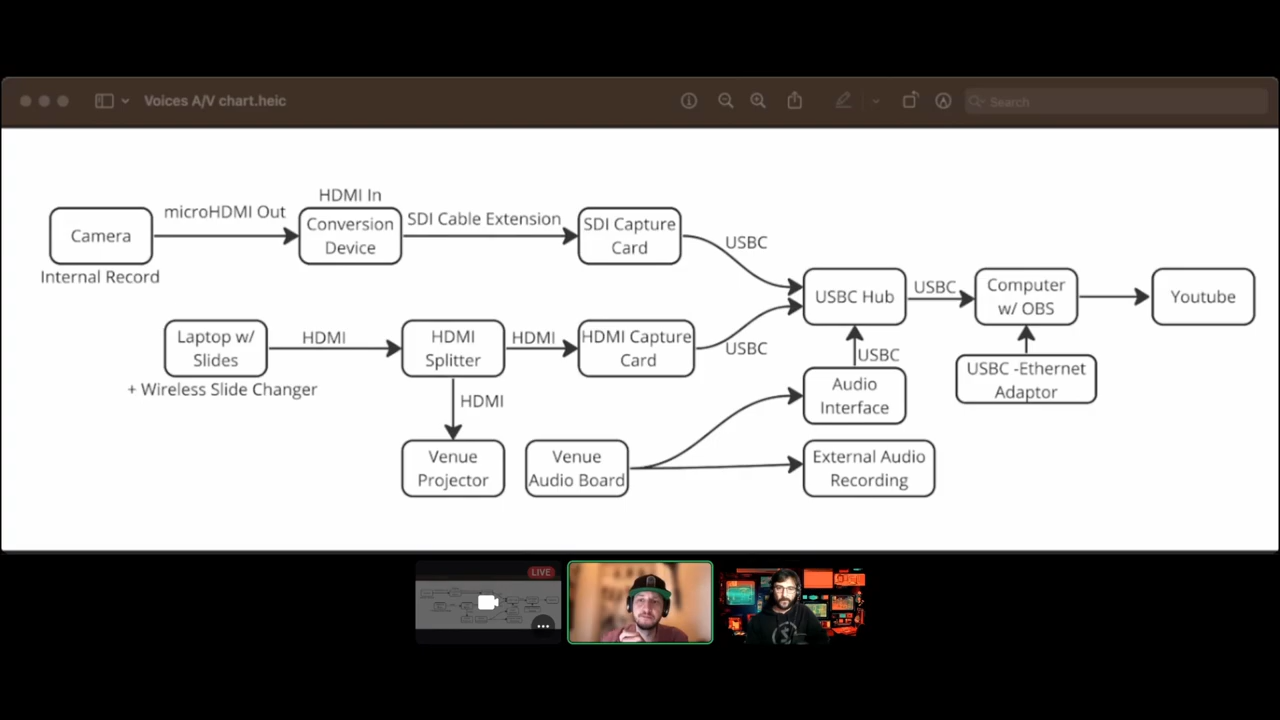 Voices A/V chart.heic
Search
HDMI In
microHDMI Out
Conversion
Device
SDI Cable Extension
SDI Capture
Card
Camera
Internal Record
USBC
USBC Hub
USBC
Computer
w/ OBS
Youtube
Laptop w/
Slides
+ Wireless Slide Changer
HDMI
HDMI
Splitter
HDMI
HDMI Capture
Card
USBC
USBC
USBC -Ethernet
Adaptor
HDMI
Audio
Interface
Venue
Projector
Venue
Audio Board
External Audio
Recording
LIVE